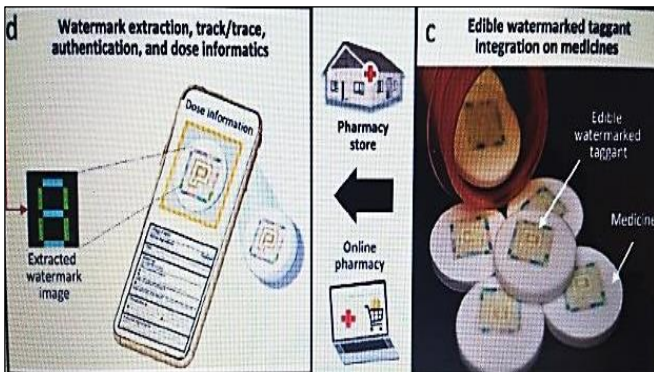 d
Watermark extraction, track/trace,
authentication, and dose informatics
Dose information
Extracted
watermark
image
Pharmacy
store
Online
pharmacy
c
Edible watermarked taggant
integration on medicines
Edible
watermarked
taggant
Medicine